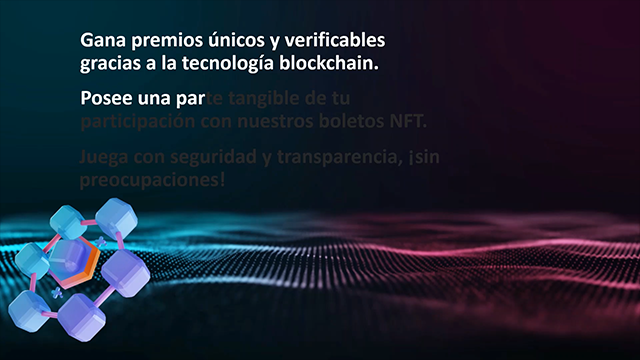 Gana premios únicos y verificables
gracias a la tecnología blockchain.
Posee una parte tangible de tu
participación con nuestros boletos NFT.
Juega con seguridad y transparencia, ¡sin
preocupaciones!